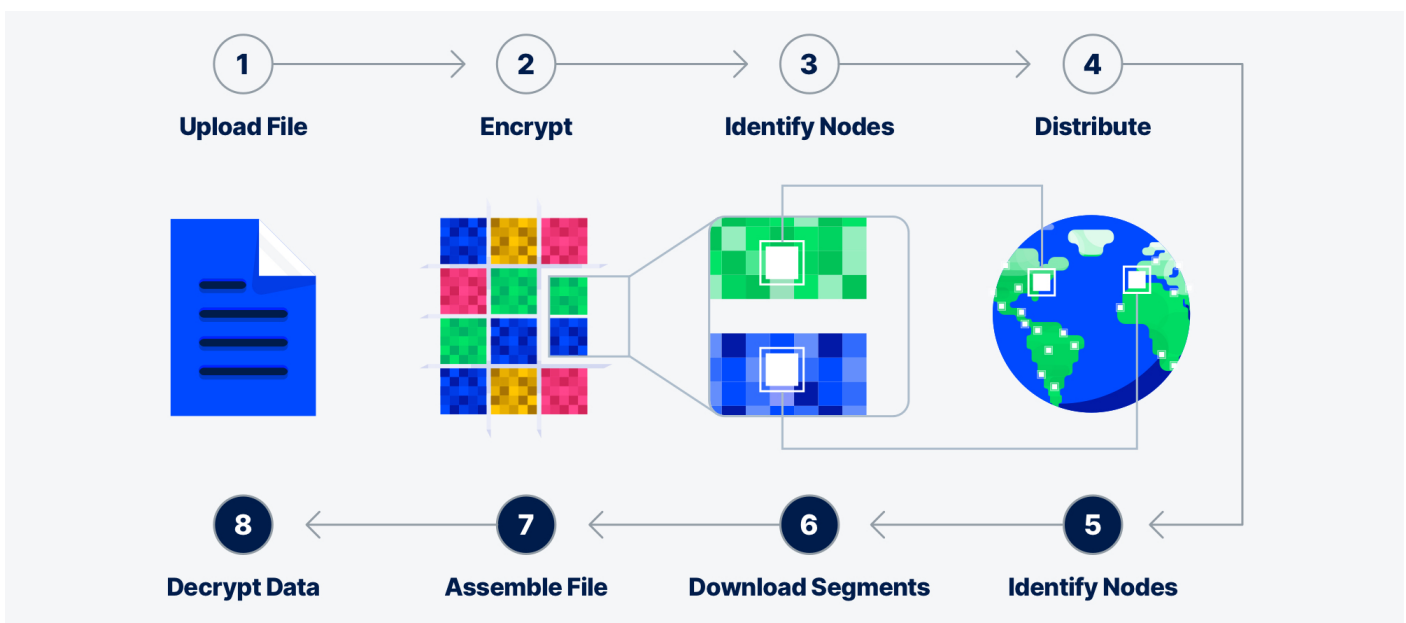 1
2
3
4
Upload File
Encrypt
Identify Nodes
Distribute
8
7
6
5
Decrypt Data
Assemble File
Download Segments
Identify Nodes